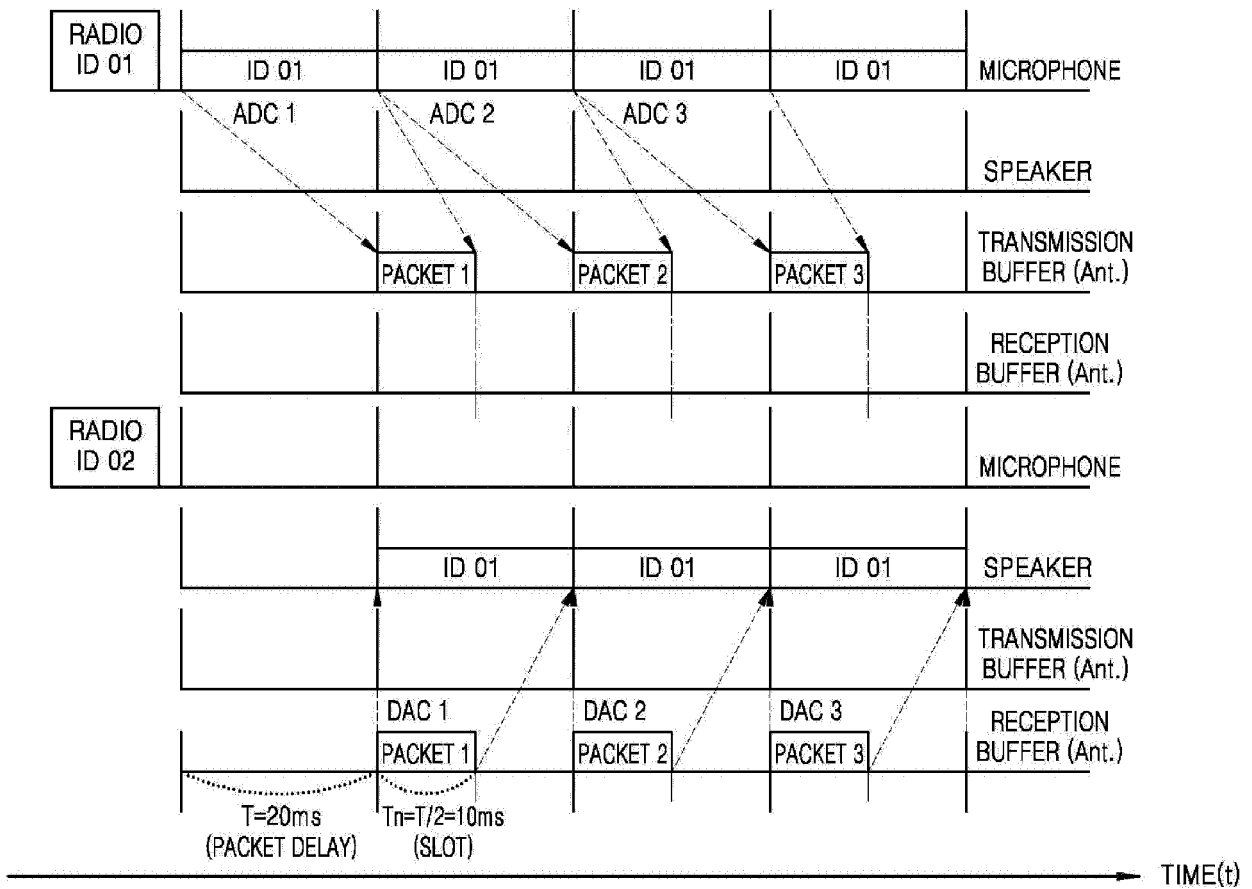 RADIO
ID 01
ID 01 ID 01 ID 01 ID 01 MICROPHONE
ADC 1 ADC 2 ADC 3
SPEAKER
TRANSMISSION
BUFFER (Ant.)
PACKET 1 PACKET 2 PACKET 3
RECEPTION
BUFFER (Ant.)
RADIO
ID 02
MICROPHONE
ID 01 ID 01 ID 01 SPEAKER
TRANSMISSION
BUFFER (Ant.)
DAC 1 DAC 2 DAC 3
RECEPTION
BUFFER (Ant.)
PACKET 1 PACKET 2 PACKET 3
T=20ms
(PACKET DELAY)
Tn=T/2=10ms
(SLOT)
TIME(t)